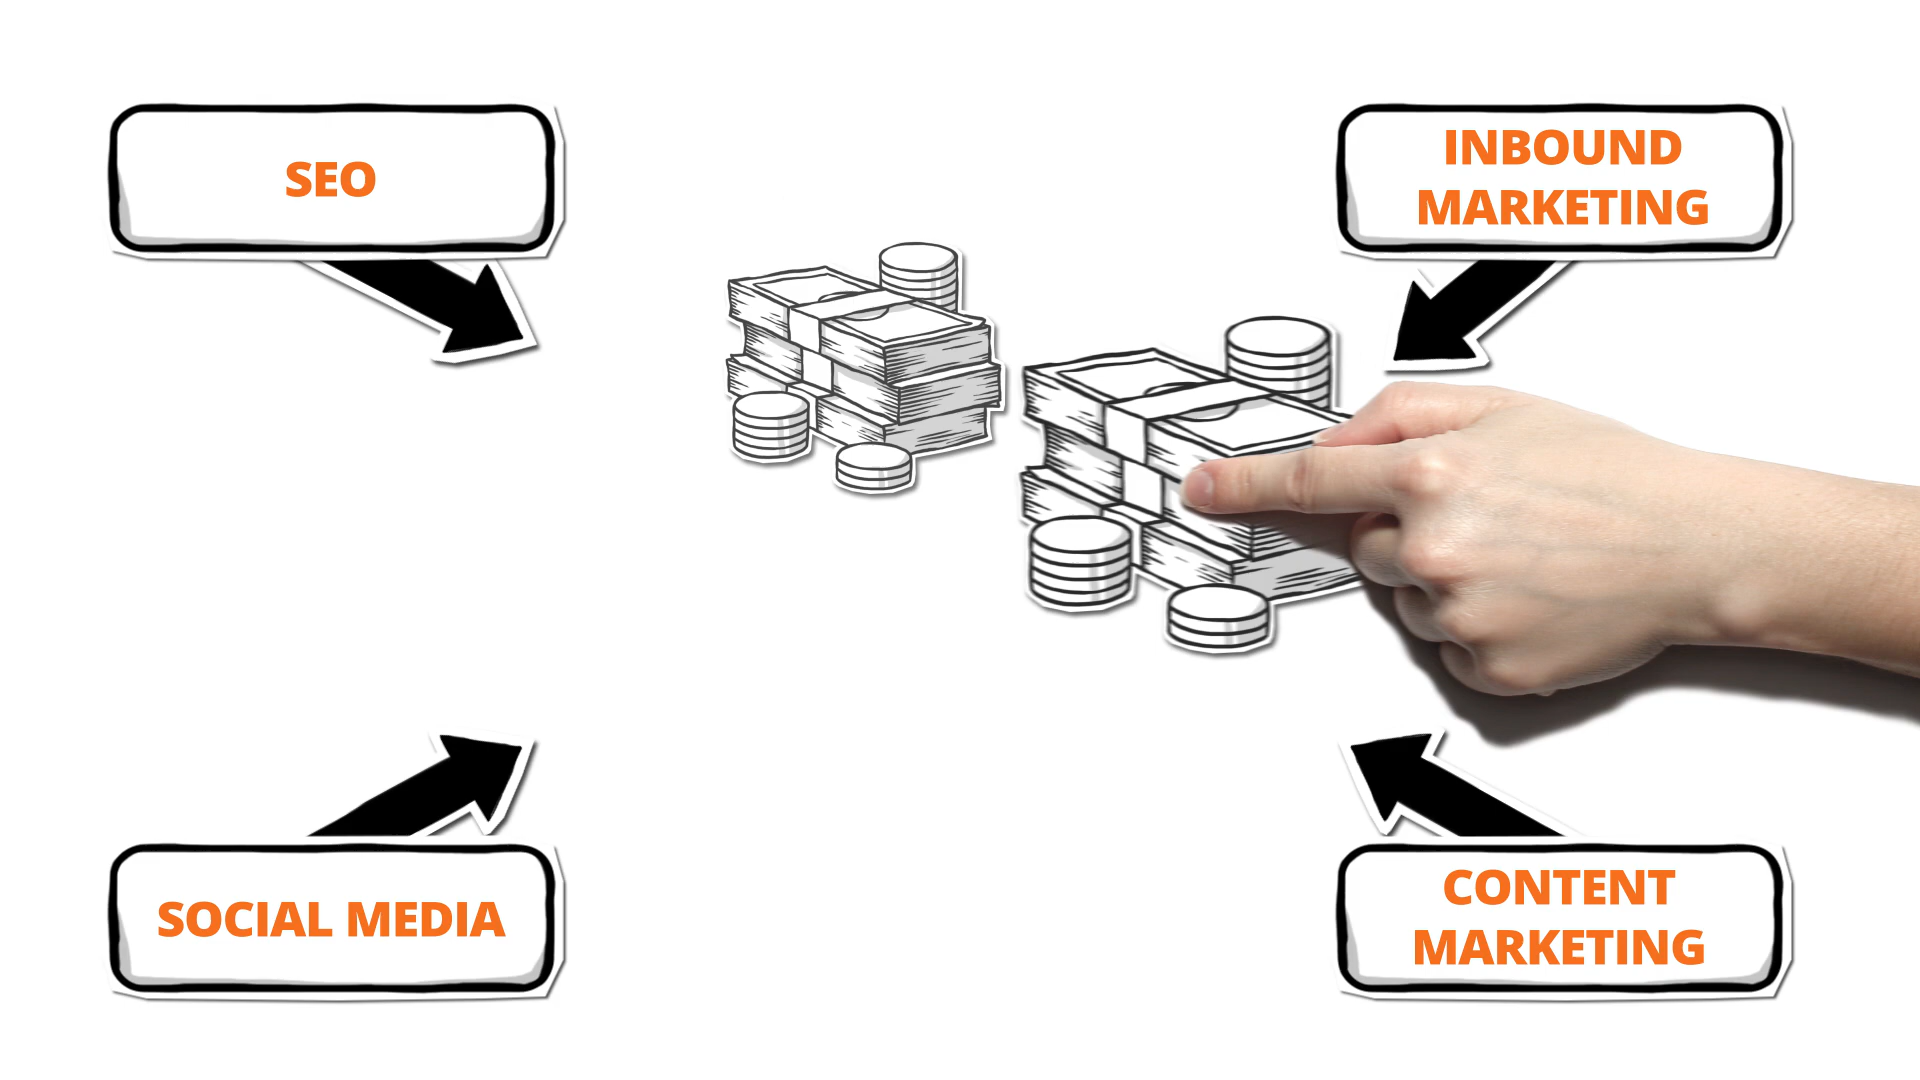 SEO
INBOUND
MARKETING
SOCIAL MEDIA
CONTENT
MARKETING